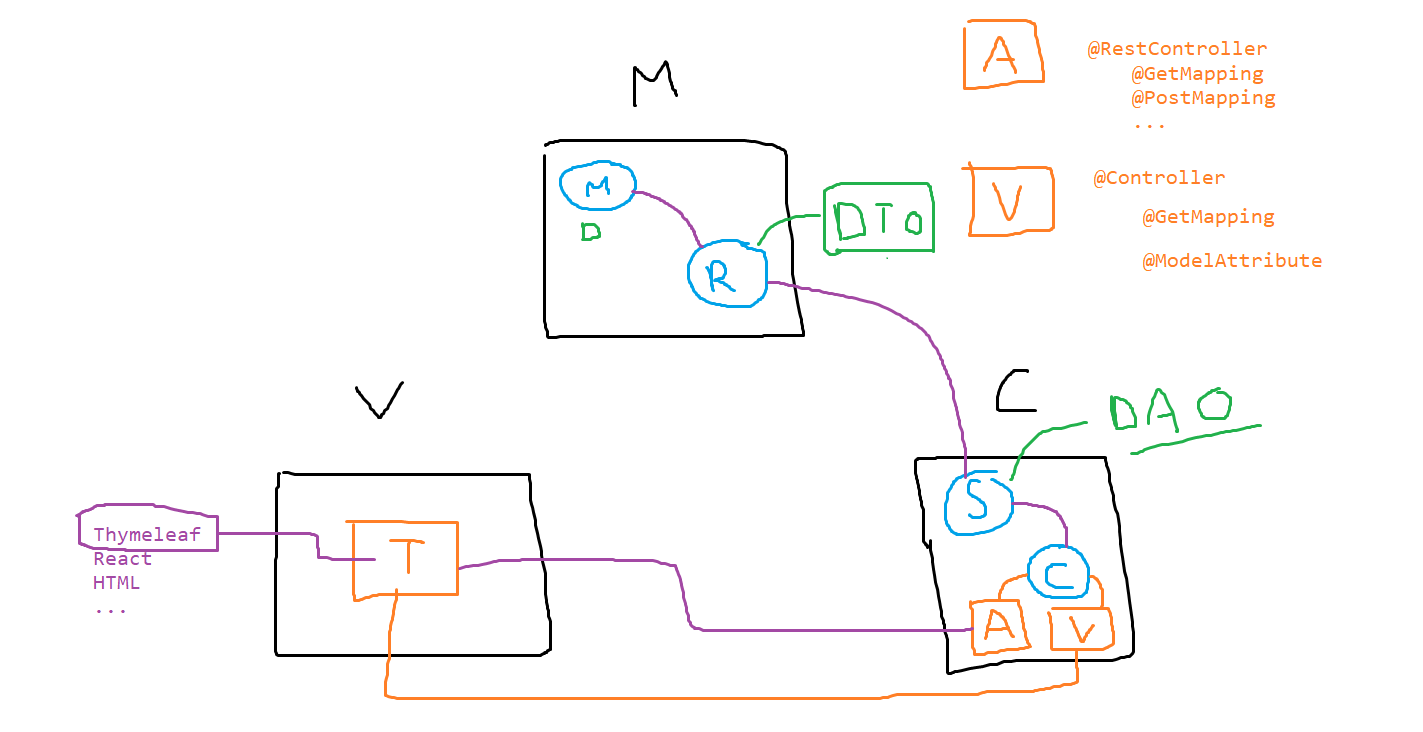 M
A
@RestController
@GetMapping
@PostMapping
...
M
D
R
DTO
V
@Controller
@GetMapping
@ModelAttribute
V
C
DAO
Thymeleaf
React
HTML
...
T
S
C
A
V